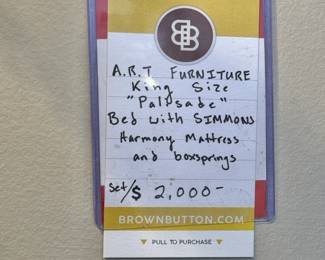 BB
A.R.T FURNITURE
King Size
"Palisade"
Bed with SIMMONS
Harmony Mattress
and boxsprings
Set/$ 2,000-
BROWNBUTTON.COM
PULL TO PURCHASE